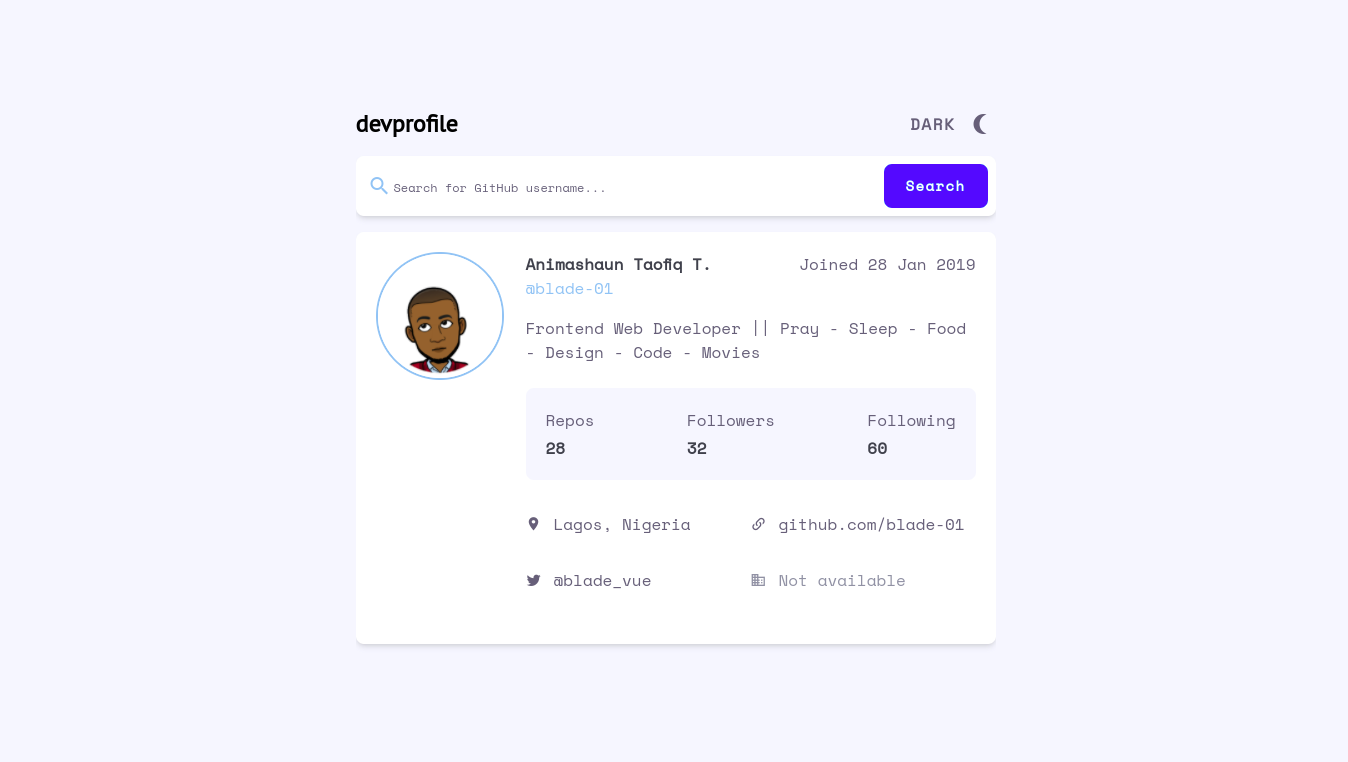 devprofile
DARK
Search for GitHub username...
Search
Animashaun Taofiq T.
Joined 28 Jan 2019
@blade-01
Frontend Web Developer || Pray - Sleep - Food
- Design - Code - Movies
Repos Followers Following
28 32 60
Lagos, Nigeria
github.com/blade-01
@blade_vue
Not available